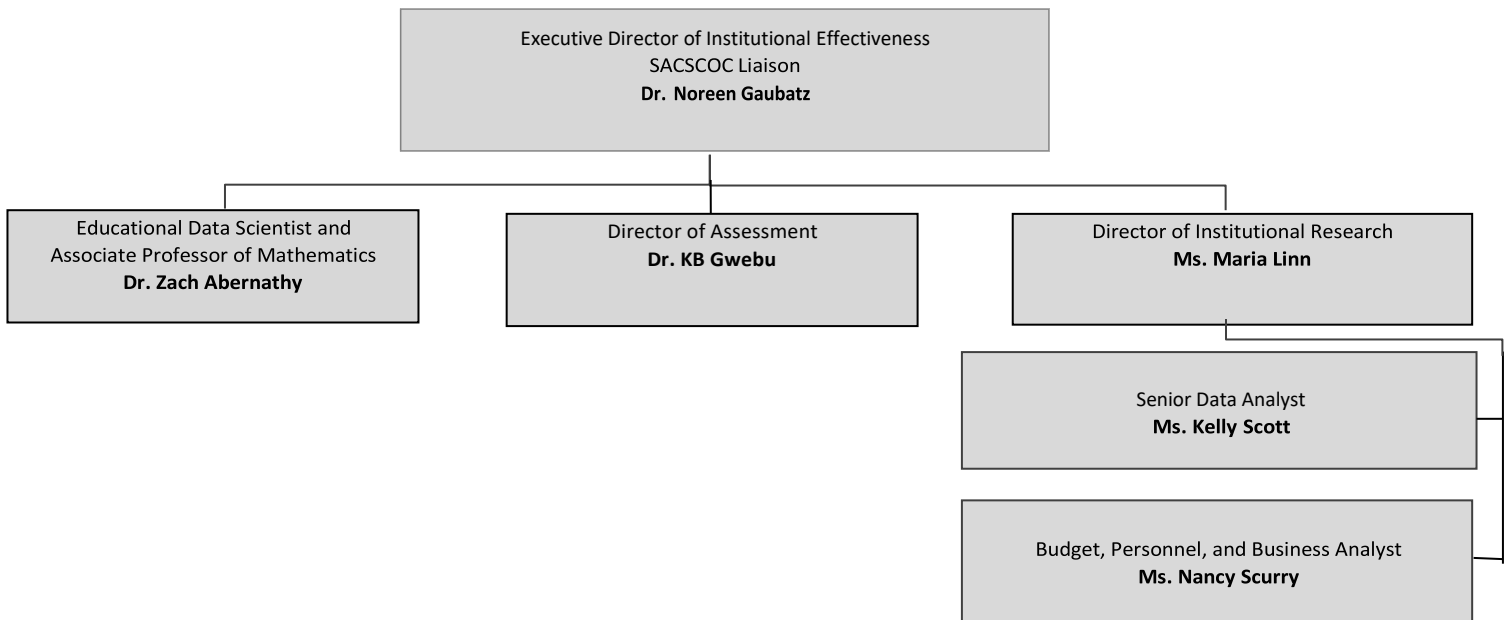 Executive Director of Institutional Effectiveness
SACSCOC Liaison
Dr. Noreen Gaubatz
Educational Data Scientist and
Associate Professor of Mathematics
Dr. Zach Abernathy
Director of Assessment
Dr. KB Gwebu
Director of Institutional Research
Ms. Maria Linn
Senior Data Analyst
Ms. Kelly Scott
Budget, Personnel, and Business Analyst
Ms. Nancy Scurry